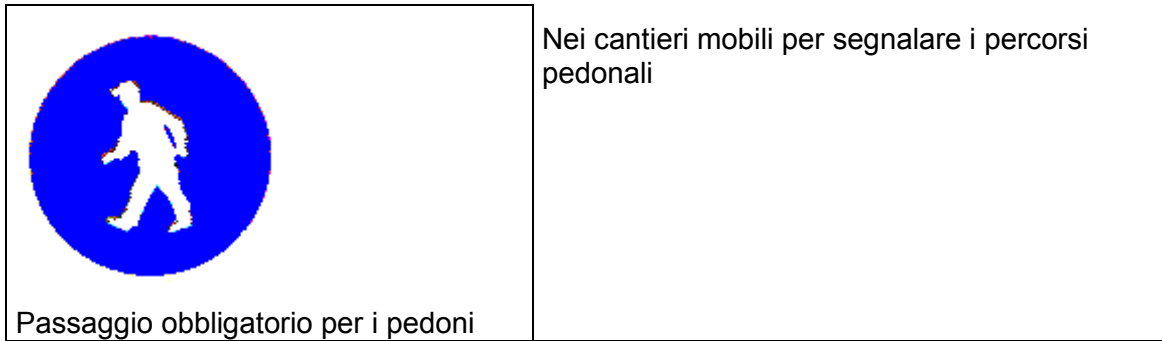 Passaggio obbligatorio per i pedoni
Nei cantieri mobili per segnalare i percorsi
pedonali